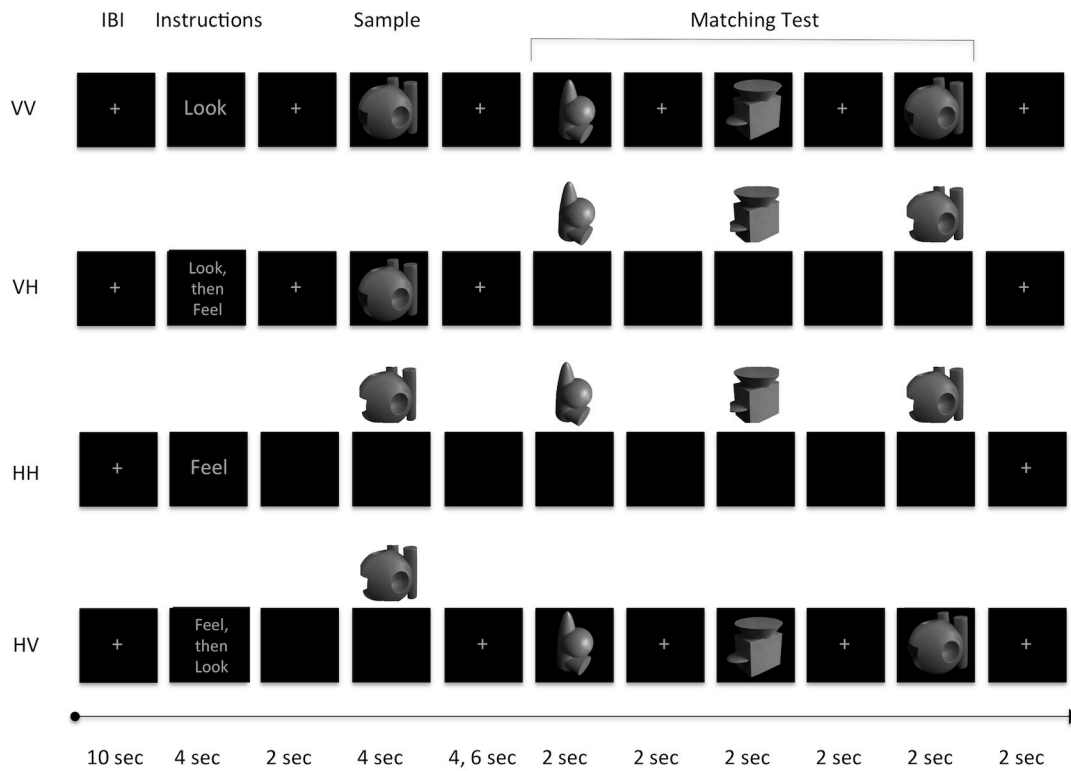 IBI Instructions Sample Matching Test
VV
Look
VH
Look,
then
Feel
HH
Feel
HV
Feel,
then
Look
10 sec 4 sec 2 sec 4 sec 4, 6 sec 2 sec 2 sec 2 sec 2 sec 2 sec 2 sec